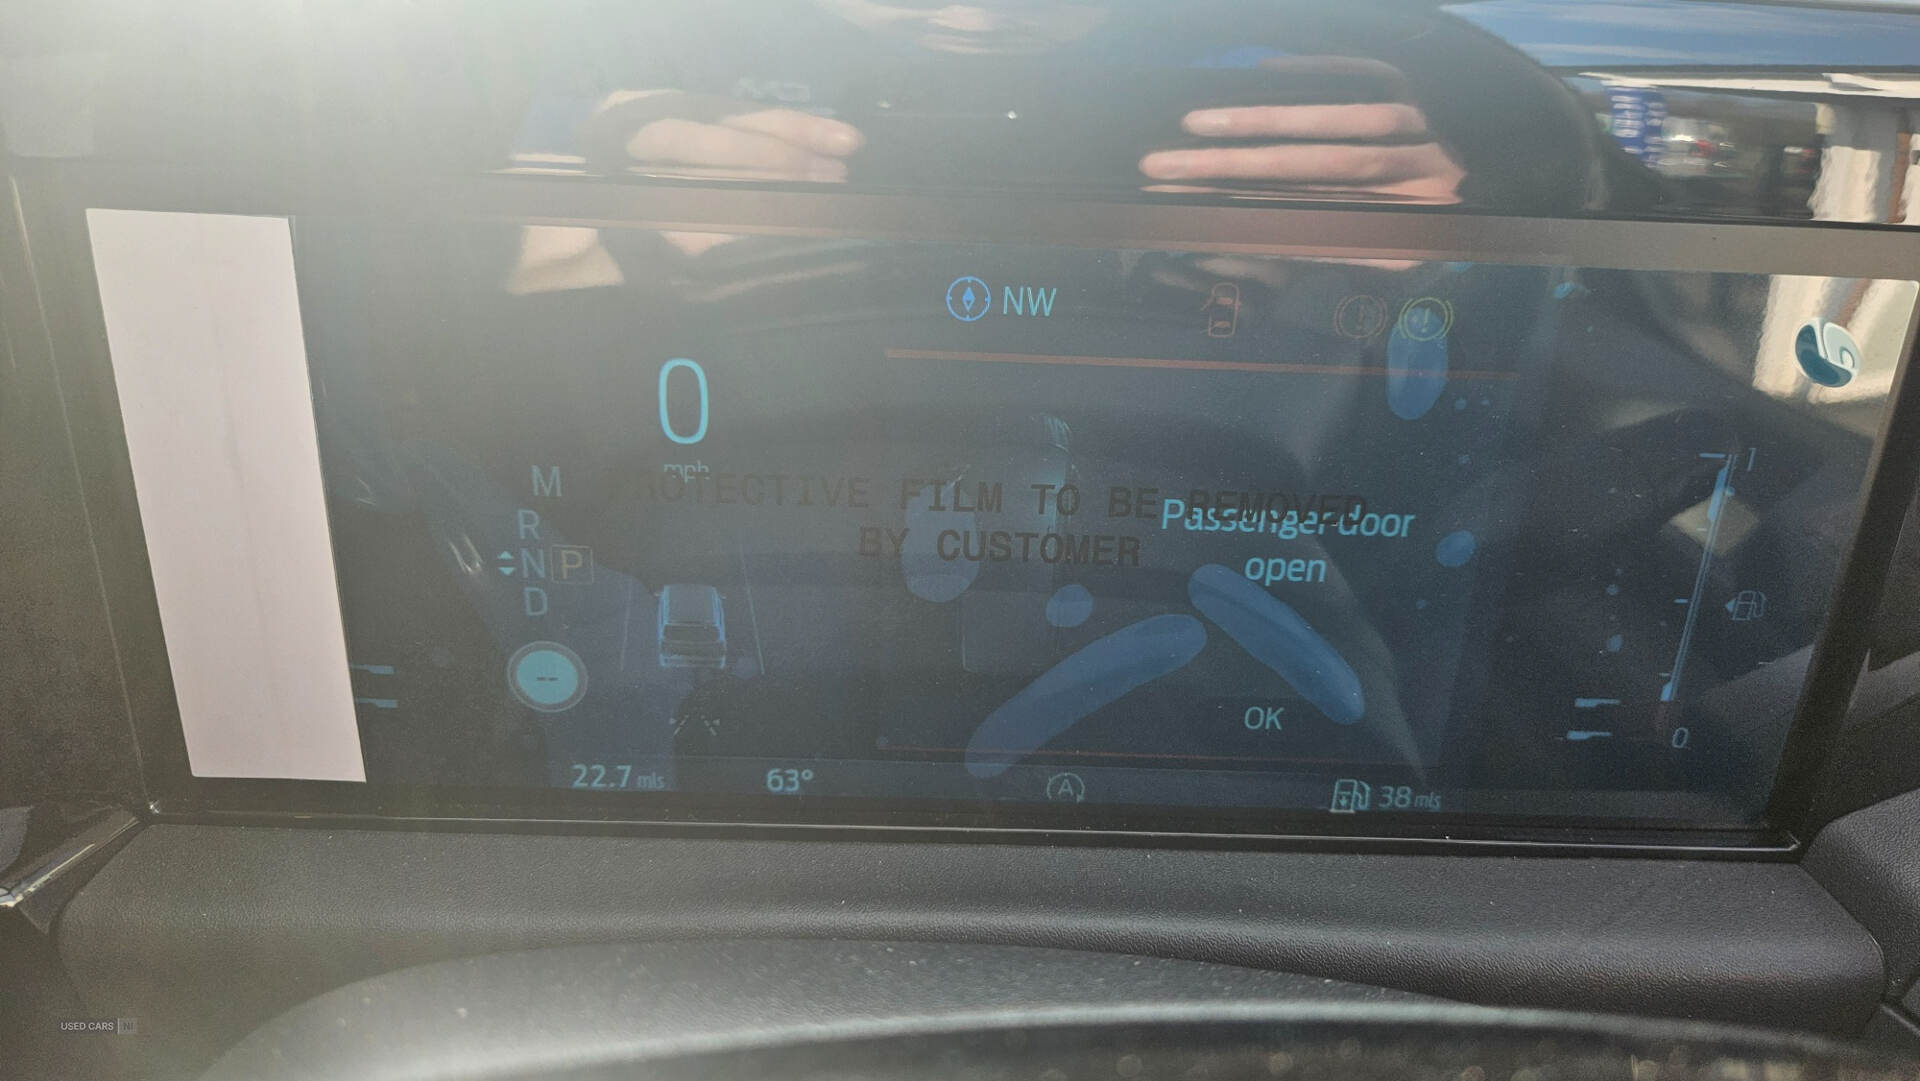 NW
0
mph
M
R
N P
D
PROTECTIVE FILM TO BE REMOVED
BY CUSTOMER
Passenger door
open
OK
1
0
--
22.7 mls
63°
A
38 mls
USED CARS NI